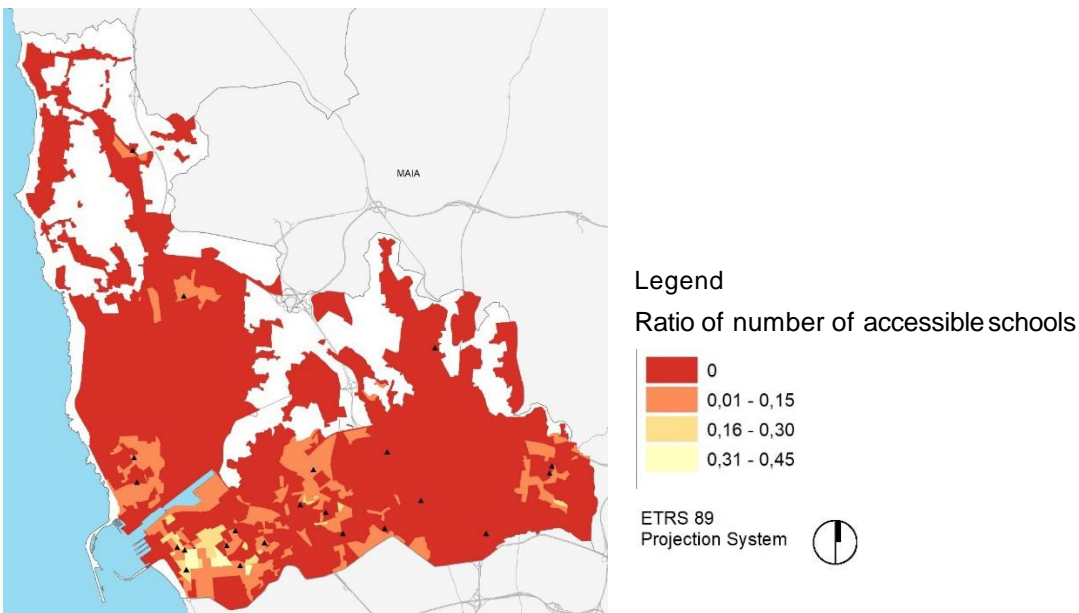 MAIA
Legend
Ratio of number of accessible schools
0
0,01 - 0,15
0,16 - 0,30
0,31 - 0,45
ETRS 89
Projection System